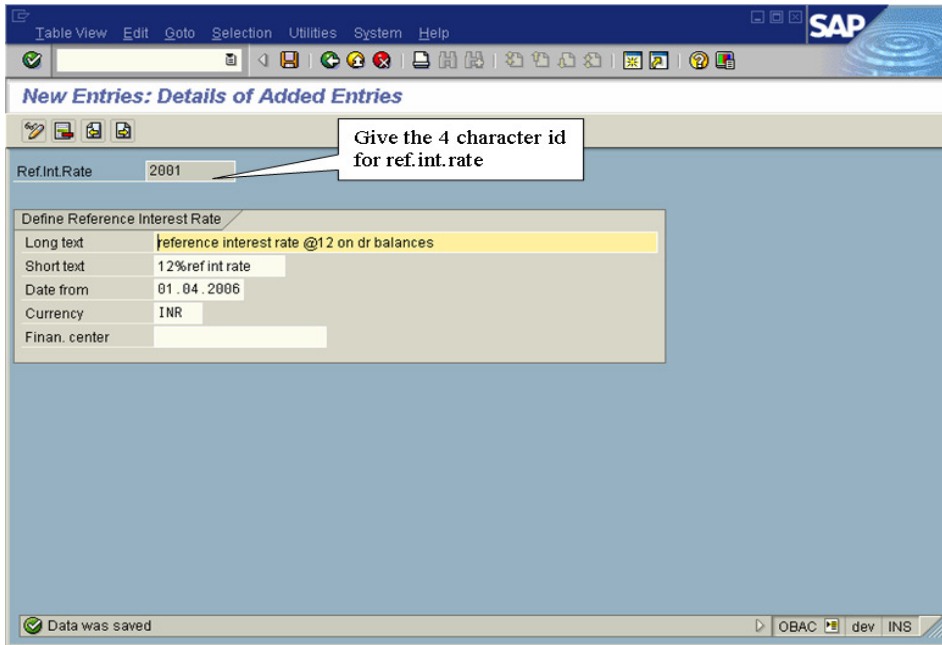 Table View Edit Goto Selection Utilities System Help
SAP
New Entries: Details of Added Entries
Give the 4 character id
for ref.int.rate
Ref.Int.Rate 2001
Define Reference Interest Rate
Long text reference interest rate @12 on dr balances
Short text 12%ref int rate
Date from 01.04.2006
Currency INR
Finan. center
Data was saved OBAC dev INS